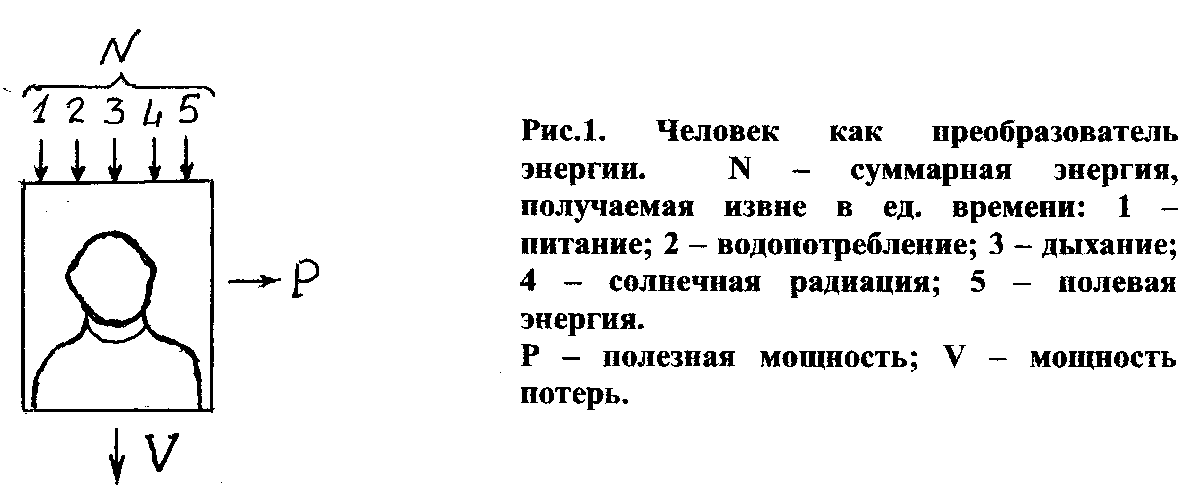 N
1 2 3 4 5
P
V
Рис.1. Человек как преобразователь
энергии. N – суммарная энергия,
получаемая извне в ед. времени: 1 –
питание; 2 – водопотребление; 3 – дыхание;
4 – солнечная радиация; 5 – полевая
энергия.
Р – полезная мощность; V – мощность
потерь.